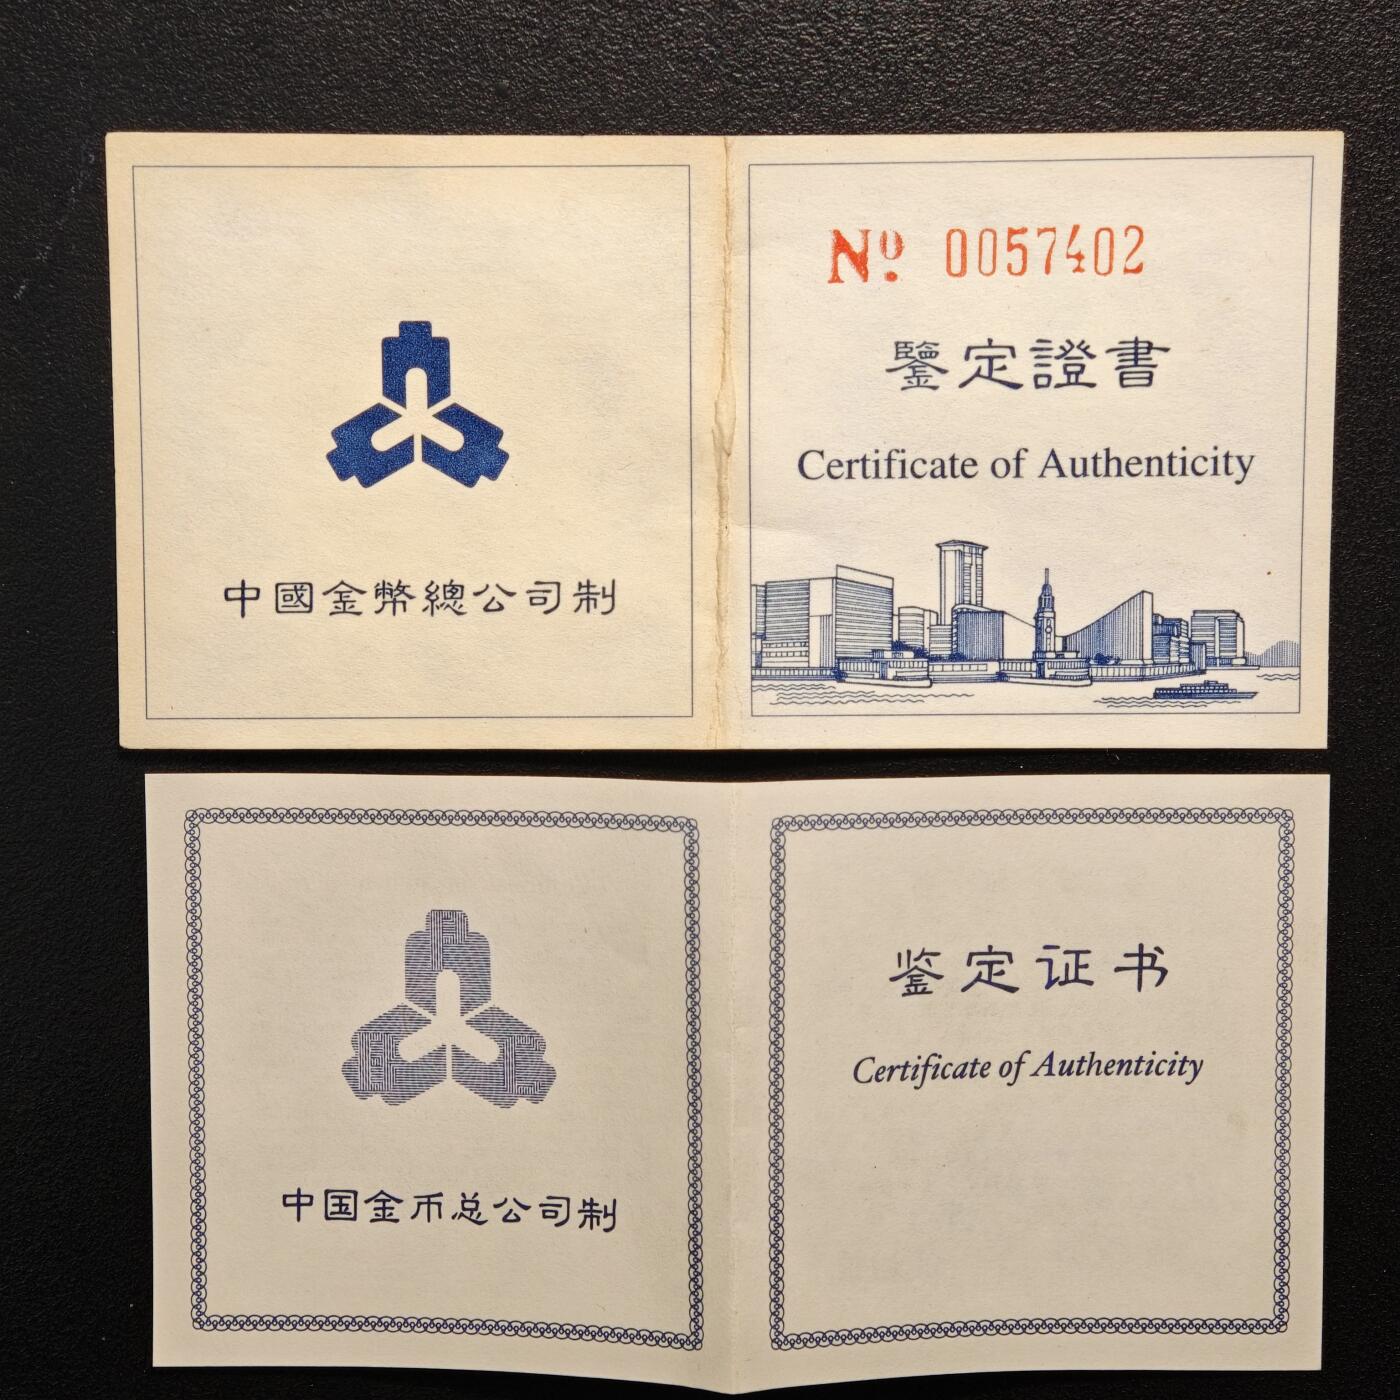 中國金幣總公司制
Nº 0057402
鑒定證書
Certificate of Authenticity
中国金币总公司制
鉴定证书
Certificate of Authenticity